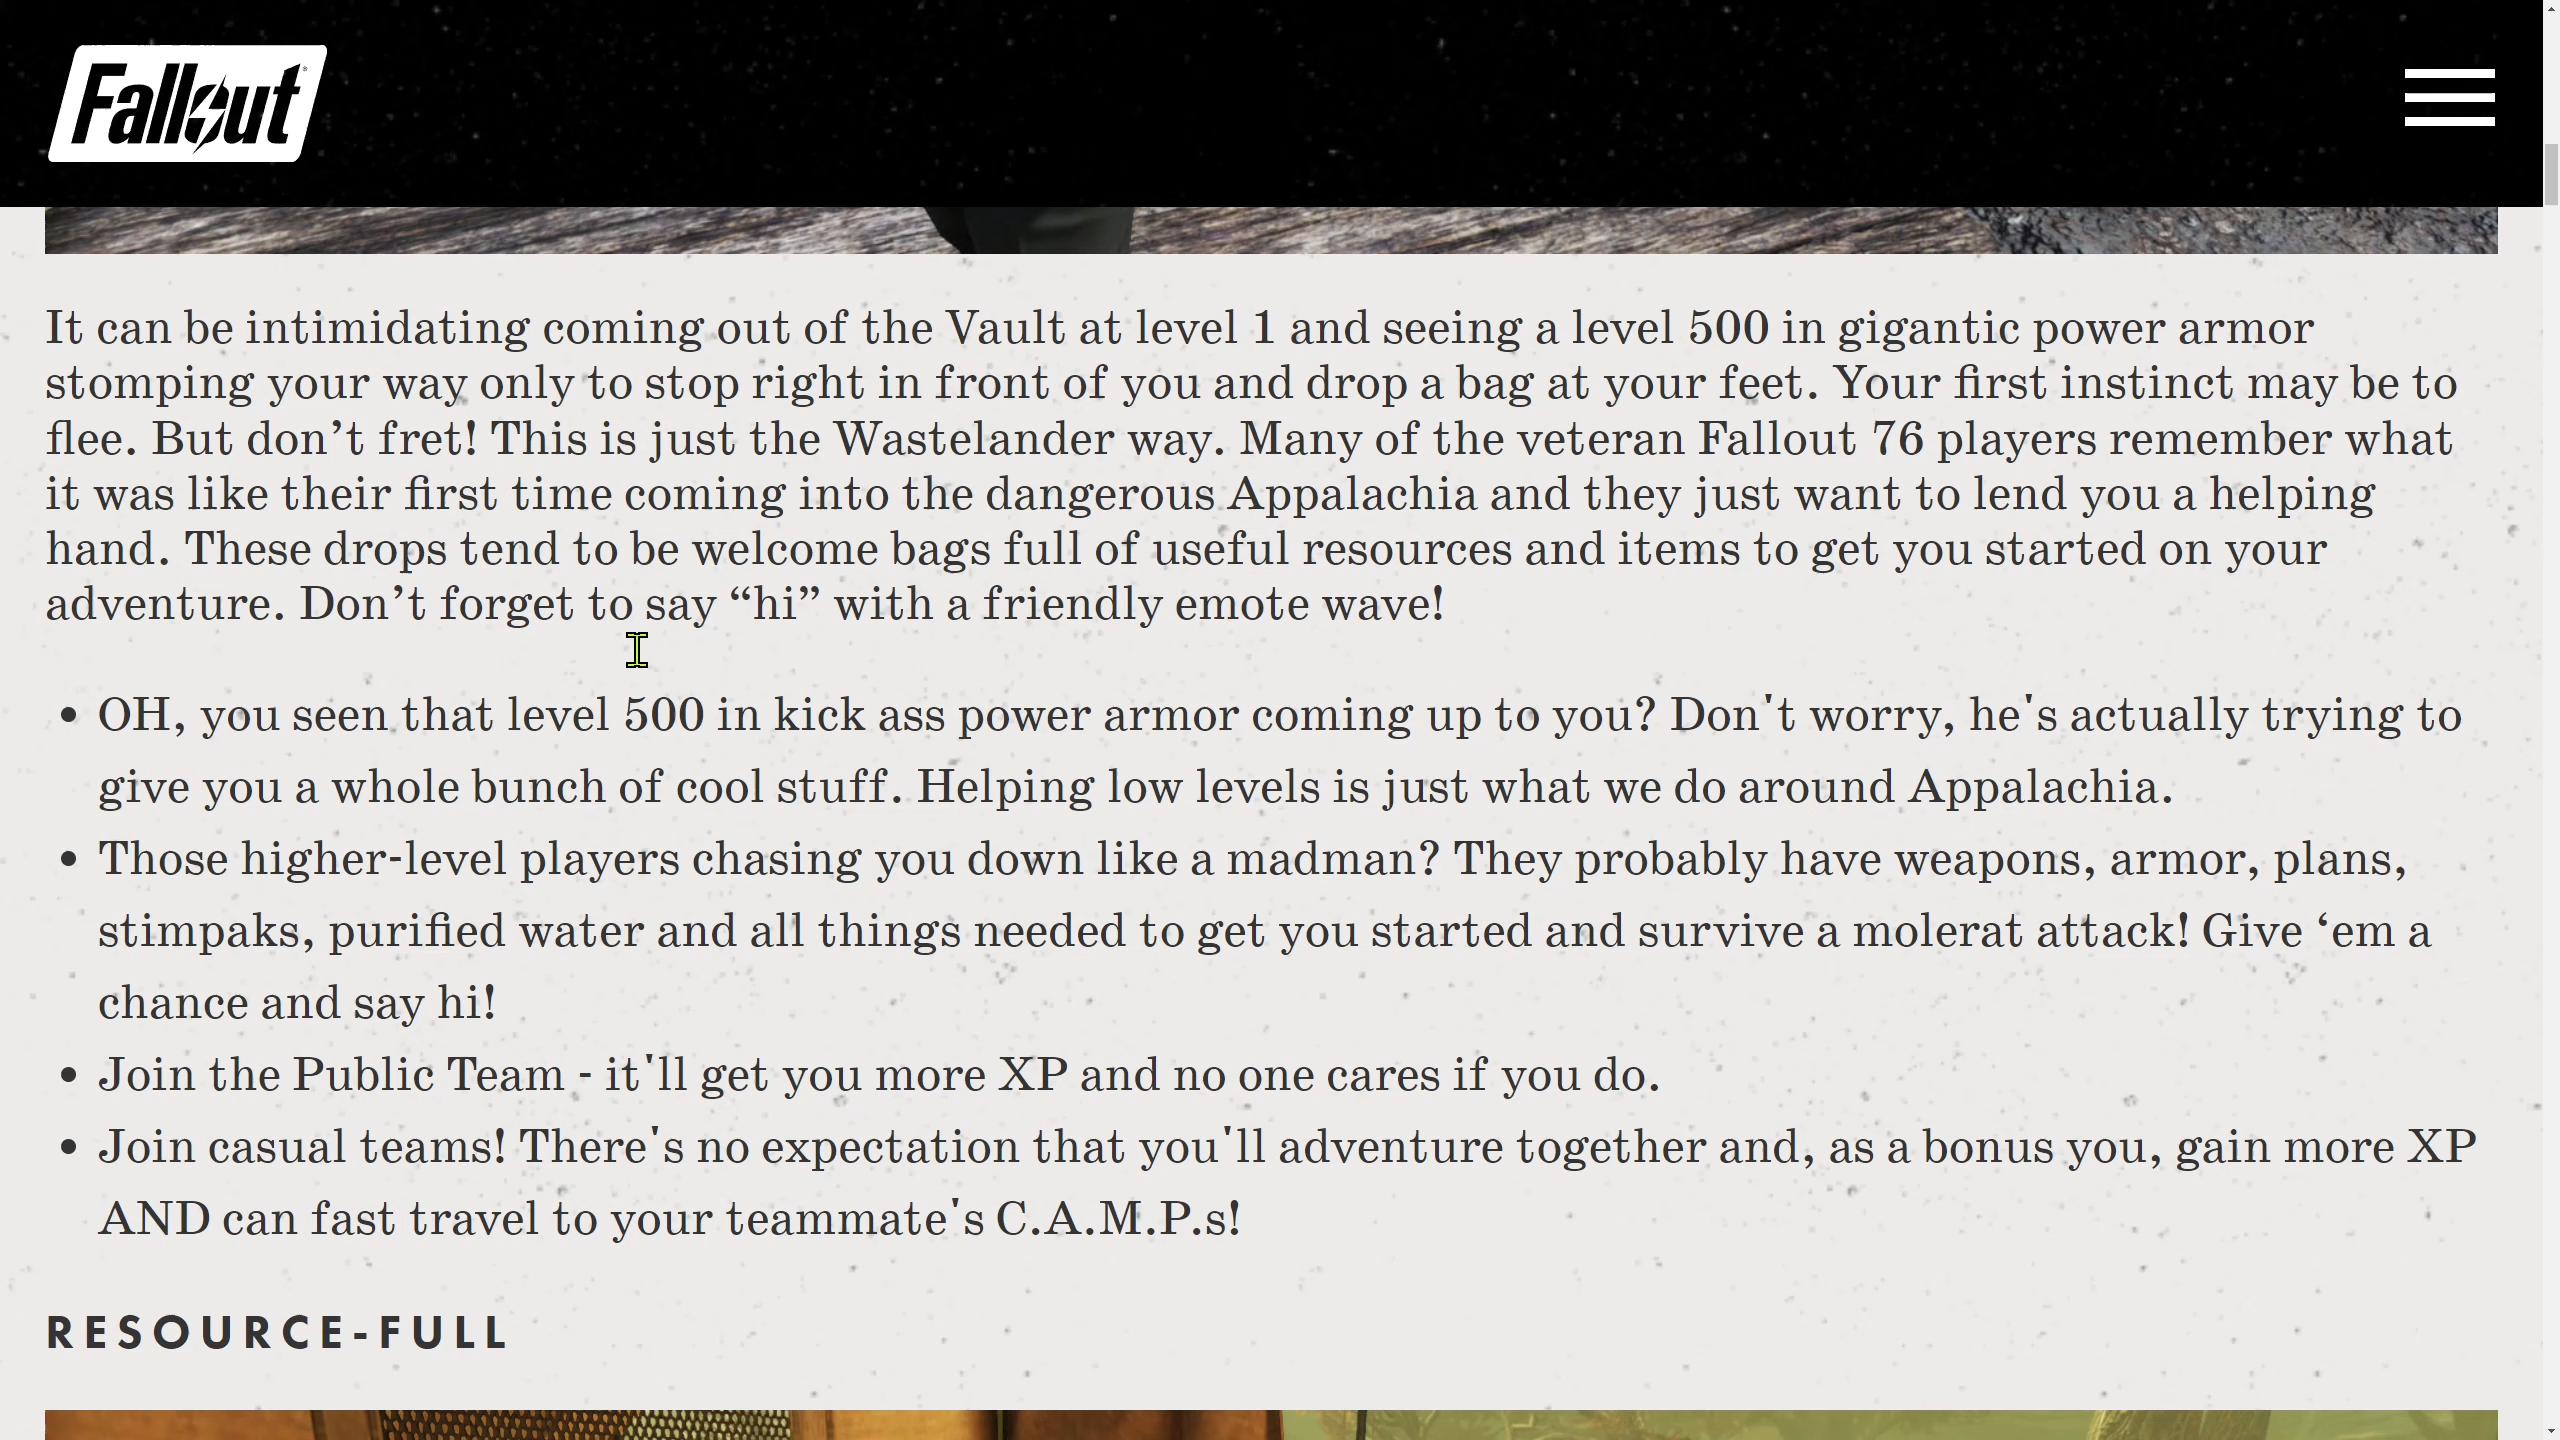 Fallout
It can be intimidating coming out of the Vault at level 1 and seeing a level 500 in gigantic power armor
stomping your way only to stop right in front of you and drop a bag at your feet. Your first instinct may be to
flee. But don’t fret! This is just the Wastelander way. Many of the veteran Fallout 76 players remember what
it was like their first time coming into the dangerous Appalachia and they just want to lend you a helping
hand. These drops tend to be welcome bags full of useful resources and items to get you started on your
adventure. Don’t forget to say “hi” with a friendly emote wave!
• OH, you seen that level 500 in kick ass power armor coming up to you? Don't worry, he's actually trying to
give you a whole bunch of cool stuff. Helping low levels is just what we do around Appalachia.
• Those higher-level players chasing you down like a madman? They probably have weapons, armor, plans,
stimpaks, purified water and all things needed to get you started and survive a molerat attack! Give ‘em a
chance and say hi!
• Join the Public Team - it'll get you more XP and no one cares if you do.
• Join casual teams! There's no expectation that you'll adventure together and, as a bonus you, gain more XP
AND can fast travel to your teammate's C.A.M.P.s!
RESOURCE-FULL